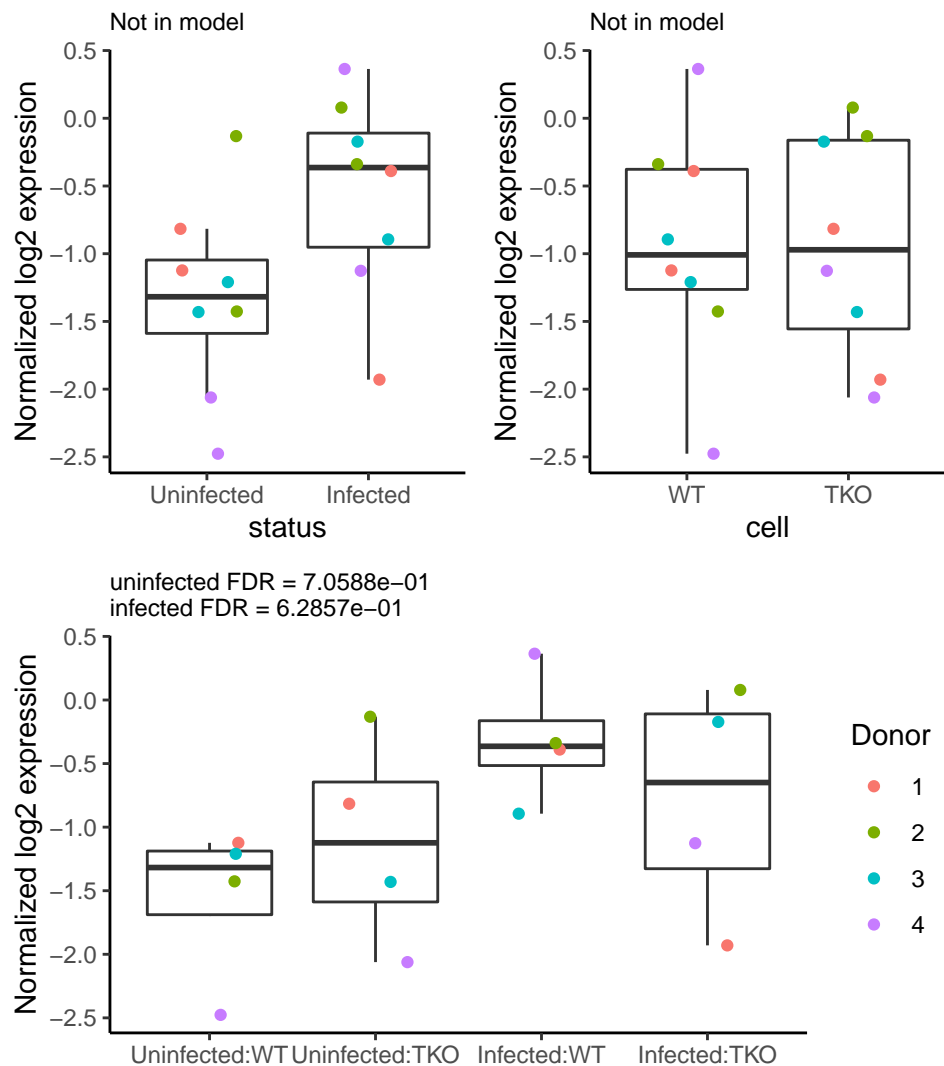 Not in model
Normalized log2 expression
0.5
0.0
−0.5
−1.0
−1.5
−2.0
−2.5
Uninfected Infected
status
Not in model
Normalized log2 expression
0.5
0.0
−0.5
−1.0
−1.5
−2.0
−2.5
WT TKO
cell
uninfected FDR = 7.0588e−01
infected FDR = 6.2857e−01
Normalized log2 expression
0.5
0.0
−0.5
−1.0
−1.5
−2.0
−2.5
Uninfected:WT Uninfected:TKO Infected:WT Infected:TKO
Donor
1
2
3
4